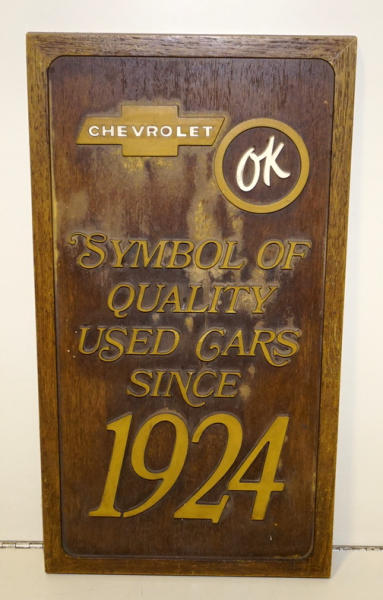 CHEVROLET
OK
SYMBOL OF
QUALITY
USED CARS
SINCE
1924